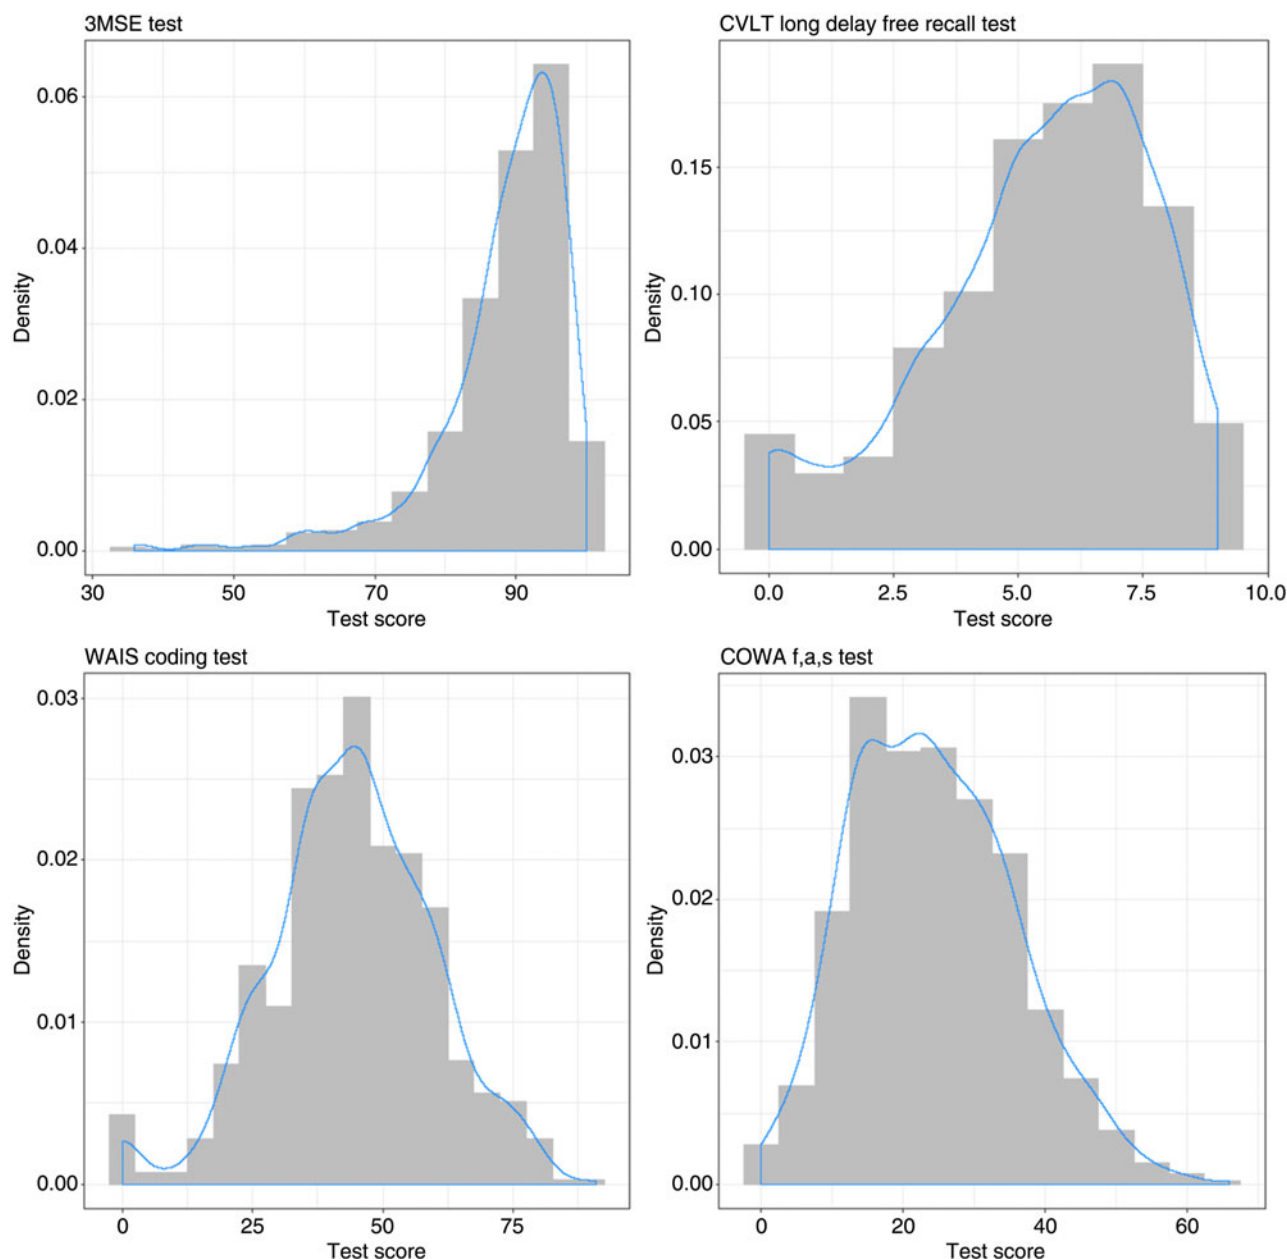 3MSE test
0.06
0.04
0.02
0.00
Density
30 50 70 90
Test score
CVLT long delay free recall test
0.15
0.10
0.05
0.00
Density
0.0 2.5 5.0 7.5 10.0
Test score
WAIS coding test
0.03
0.02
0.01
0.00
Density
0 25 50 75
Test score
COWA f,a,s test
0.03
0.02
0.01
0.00
Density
0 20 40 60
Test score